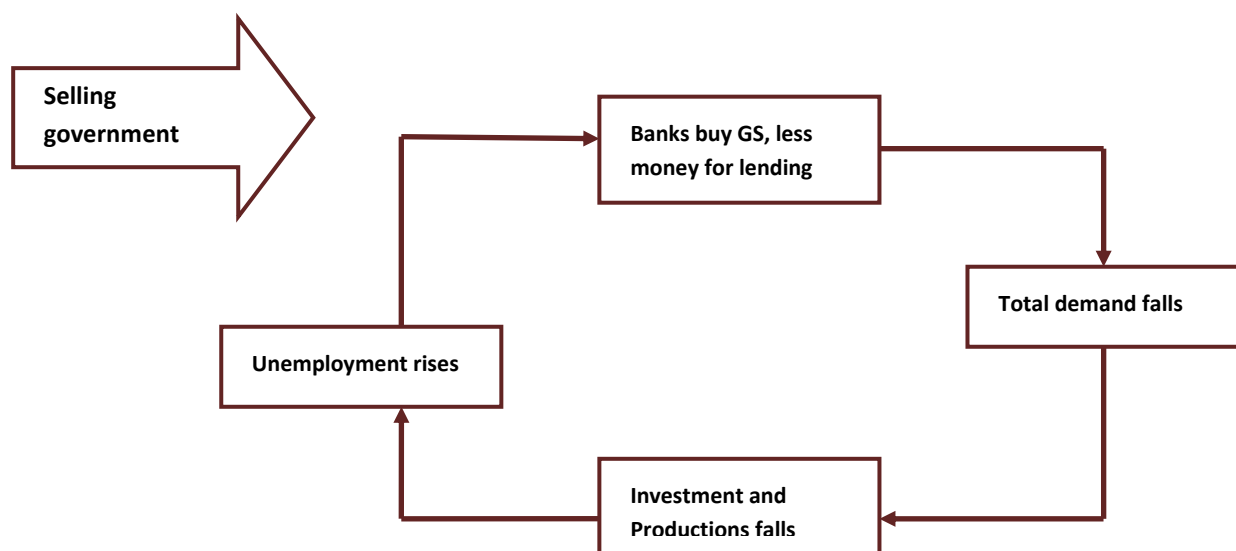 Selling
government
Banks buy GS, less
money for lending
Total demand falls
Unemployment rises
Investment and
Productions falls